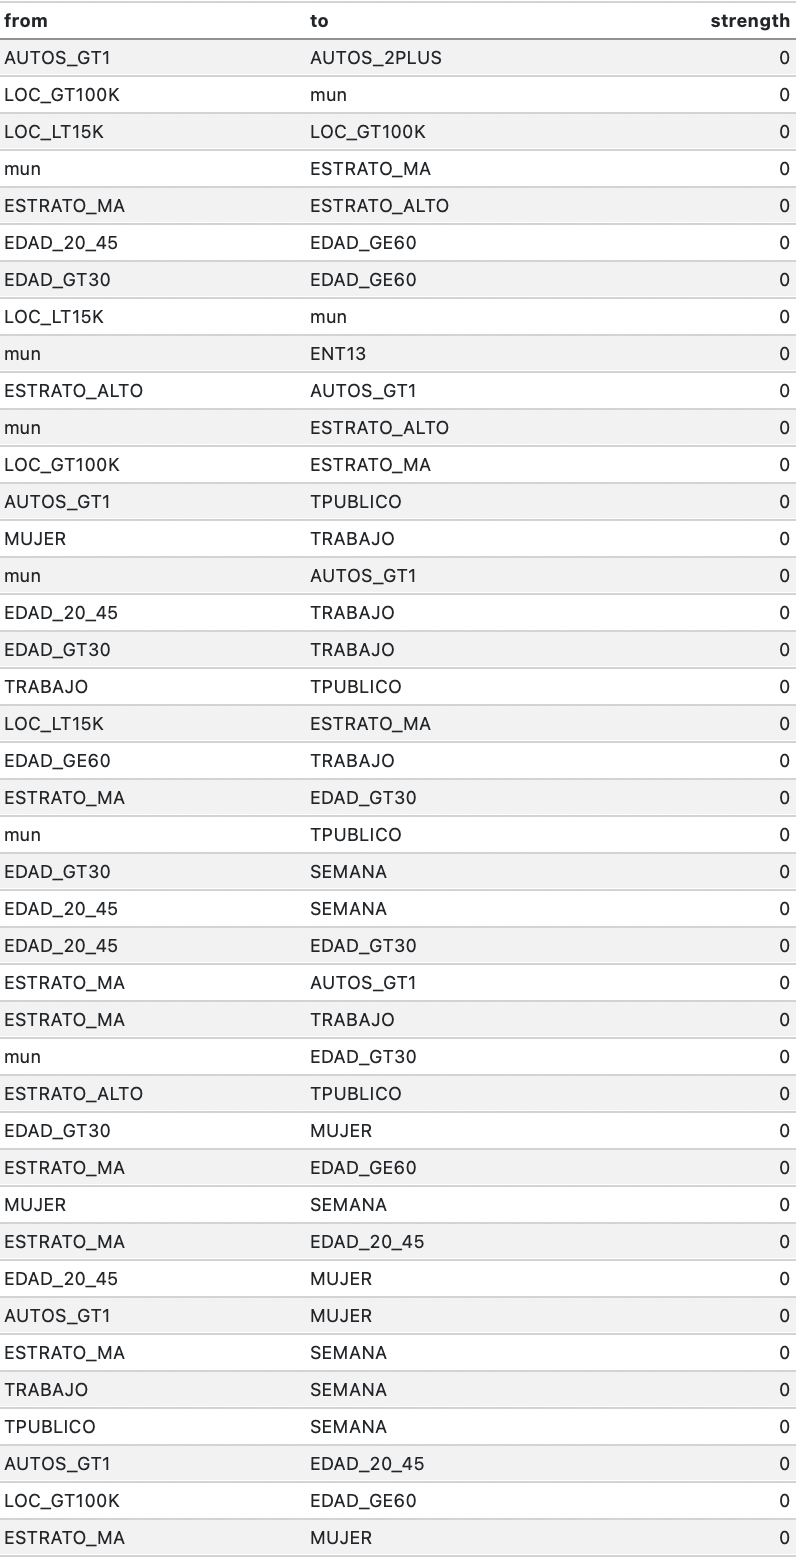 from to strength
AUTOS_GT1 AUTOS_2PLUS 0
LOC_GT100K mun 0
LOC_LT15K LOC_GT100K 0
mun ESTRATO_MA 0
ESTRATO_MA ESTRATO_ALTO 0
EDAD_20_45 EDAD_GE60 0
EDAD_GT30 EDAD_GE60 0
LOC_LT15K mun 0
mun ENT13 0
ESTRATO_ALTO AUTOS_GT1 0
mun ESTRATO_ALTO 0
LOC_GT100K ESTRATO_MA 0
AUTOS_GT1 TPUBLICO 0
MUJER TRABAJO 0
mun AUTOS_GT1 0
EDAD_20_45 TRABAJO 0
EDAD_GT30 TRABAJO 0
TRABAJO TPUBLICO 0
LOC_LT15K ESTRATO_MA 0
EDAD_GE60 TRABAJO 0
ESTRATO_MA EDAD_GT30 0
mun TPUBLICO 0
EDAD_GT30 SEMANA 0
EDAD_20_45 SEMANA 0
EDAD_20_45 EDAD_GT30 0
ESTRATO_MA AUTOS_GT1 0
ESTRATO_MA TRABAJO 0
mun EDAD_GT30 0
ESTRATO_ALTO TPUBLICO 0
EDAD_GT30 MUJER 0
ESTRATO_MA EDAD_GE60 0
MUJER SEMANA 0
ESTRATO_MA EDAD_20_45 0
EDAD_20_45 MUJER 0
AUTOS_GT1 MUJER 0
ESTRATO_MA SEMANA 0
TRABAJO SEMANA 0
TPUBLICO SEMANA 0
AUTOS_GT1 EDAD_20_45 0
LOC_GT100K EDAD_GE60 0
ESTRATO_MA MUJER 0